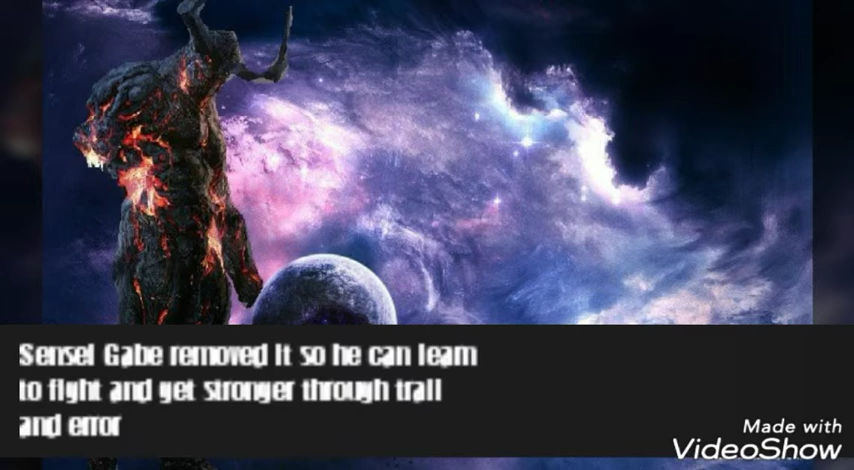 Sensei Gabe removed it so he can learn
to fight and get stronger through trail
and error
Made with
VideoShow